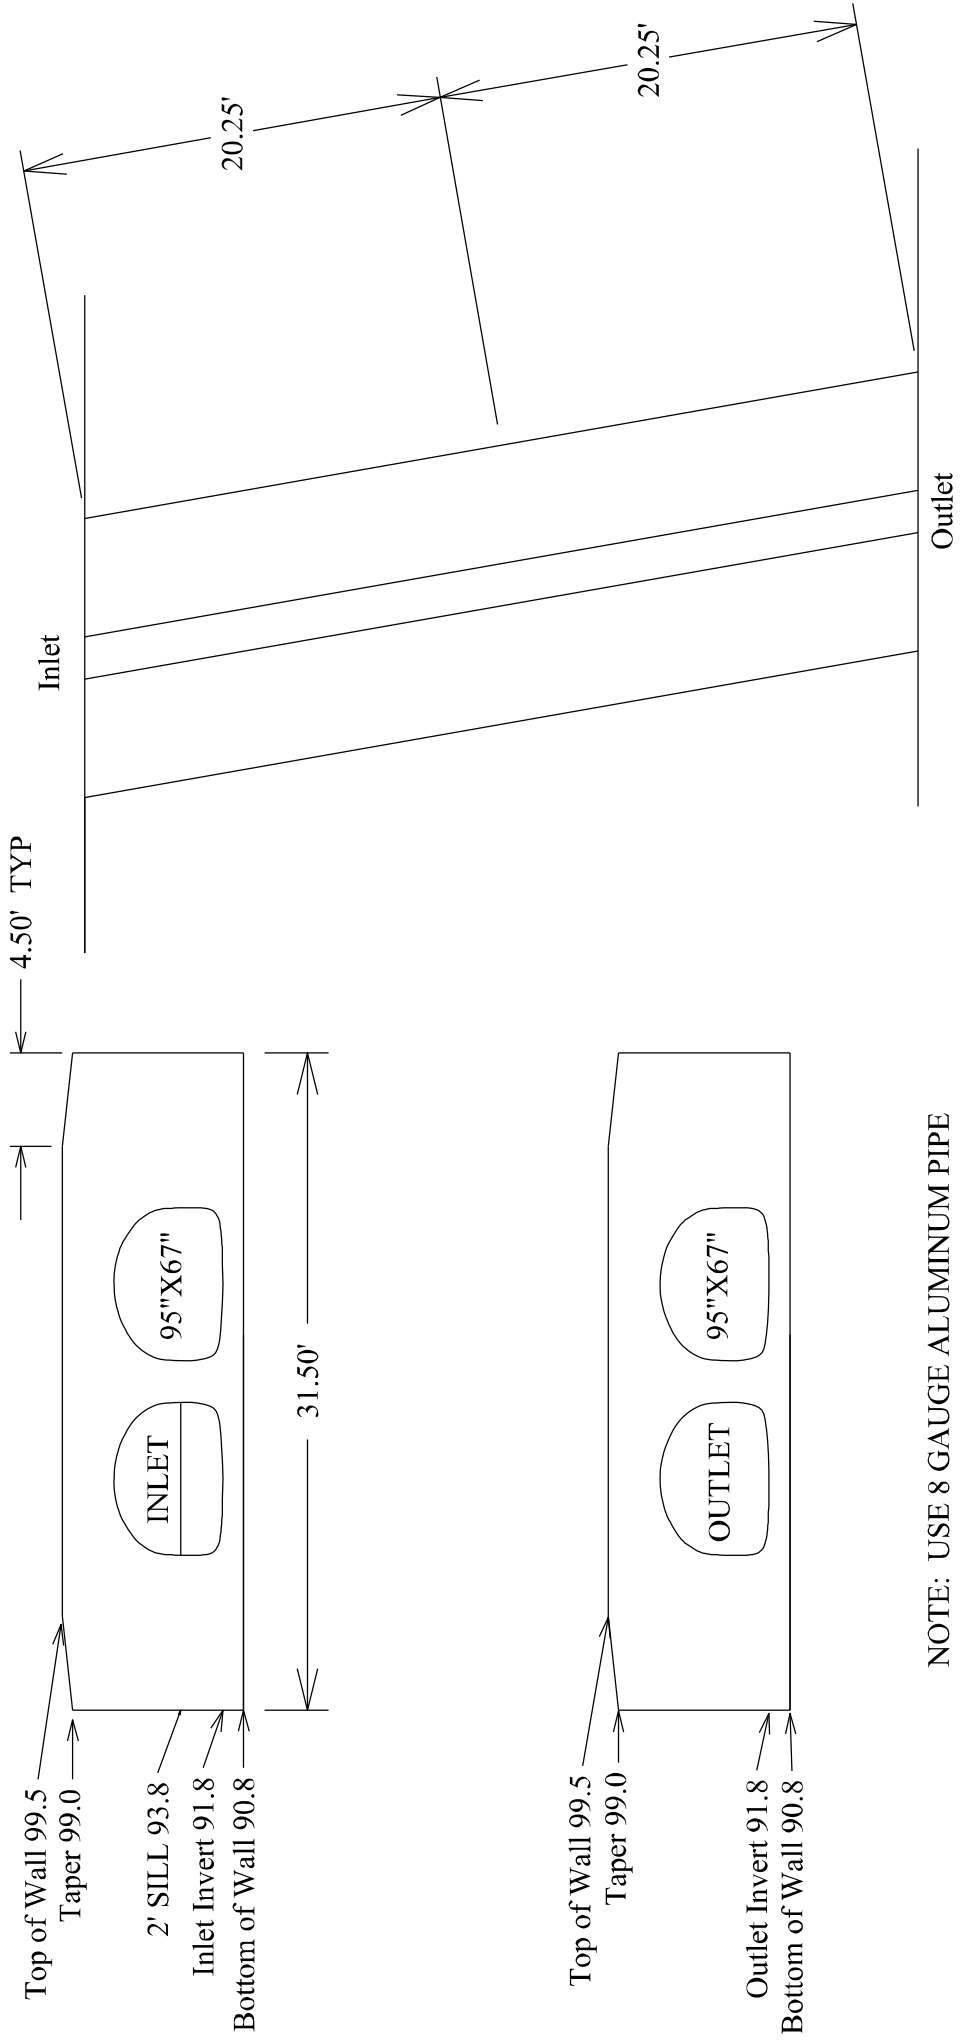 Top of Wall 99.5
Taper 99.0
2' SILL 93.8
Inlet Invert 91.8
Bottom of Wall 90.8
INLET
95"X67"
4.50'  TYP
31.50'
Inlet
20.25'
20.25'
Outlet
Top of Wall 99.5
Taper 99.0
Outlet Invert 91.8
Bottom of Wall 90.8
OUTLET
95"X67"
NOTE:  USE 8 GAUGE ALUMINUM PIPE